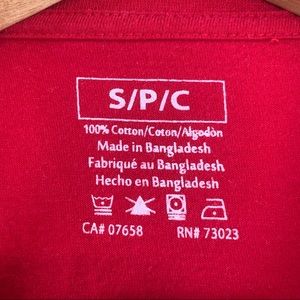 S/P/C
100% Cotton/Coton/Algodòn
Made in Bangladesh
Fabriqué au Bangladesh
Hecho en Bangladesh
CA# 07658 RN# 73023